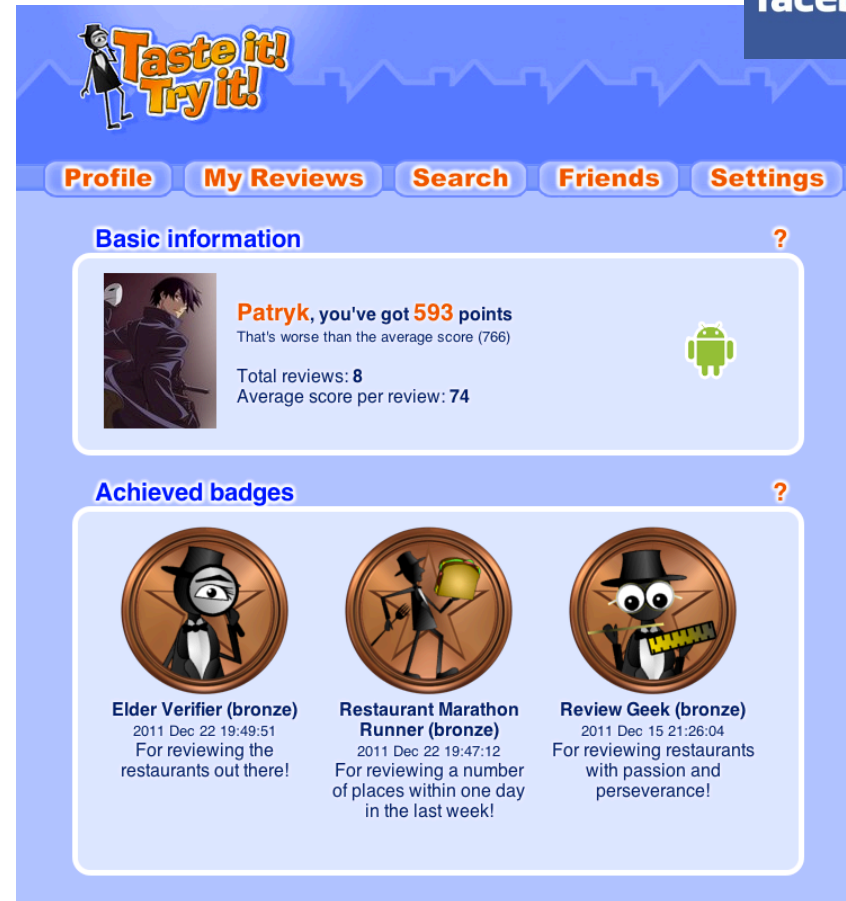 Taste it!
Try it!
Profile My Reviews Search Friends Settings
Basic information ?
Patryk, you've got 593 points
That's worse than the average score (766)
Total reviews: 8
Average score per review: 74
Achieved badges ?
Elder Verifier (bronze)
2011 Dec 22 19:49:51
For reviewing the
restaurants out there!
Restaurant Marathon
Runner (bronze)
2011 Dec 22 19:47:12
For reviewing a number
of places within one day
in the last week!
Review Geek (bronze)
2011 Dec 15 21:26:04
For reviewing restaurants
with passion and
perseverance!